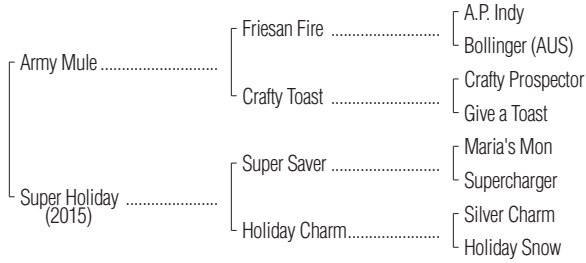 A.P. Indy
Friesan Fire ........................
Bollinger (AUS)
Army Mule ..........................
Crafty Prospector
Crafty Toast ........................
Give a Toast
Maria's Mon
Super Saver ........................
Supercharger
Super Holiday ....................
(2015)
Silver Charm
Holiday Charm....................
Holiday Snow